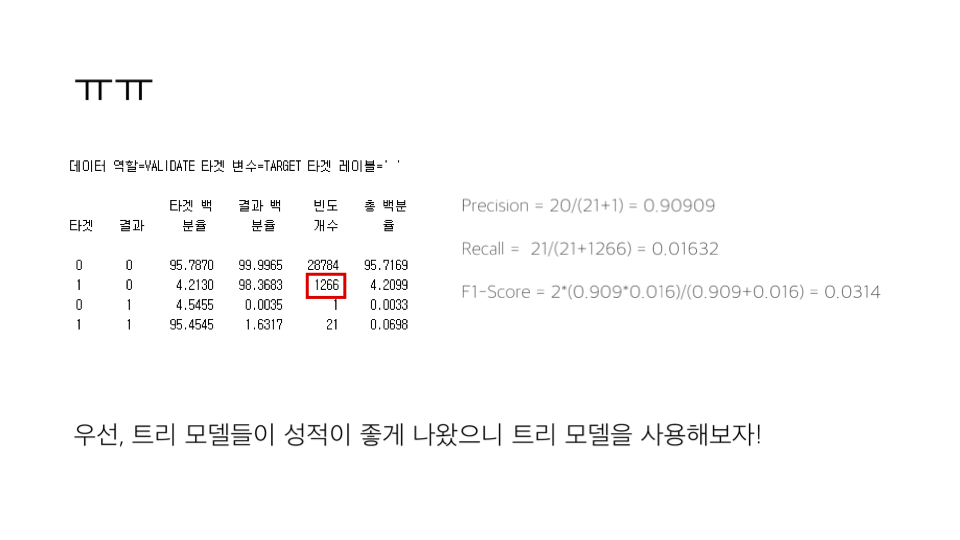 ㅠㅠ
데이터 역할=VALIDATE 타겟 변수=TARGET 타겟 레이블=' '
타겟 백 결과 백 빈도 총 백분
타겟 결과 분율 분율 개수 율
0 0 95.7870 99.9965 28784 95.7169
1 0 4.2130 98.3683 1266 4.2099
0 1 4.5455 0.0035 1 0.0033
1 1 95.4545 1.6317 21 0.0698
Precision = 20/(21+1) = 0.90909
Recall = 21/(21+1266) = 0.01632
F1-Score = 2*(0.909*0.016)/(0.909+0.016) = 0.0314
우선, 트리 모델들이 성적이 좋게 나왔으니 트리 모델을 사용해보자!